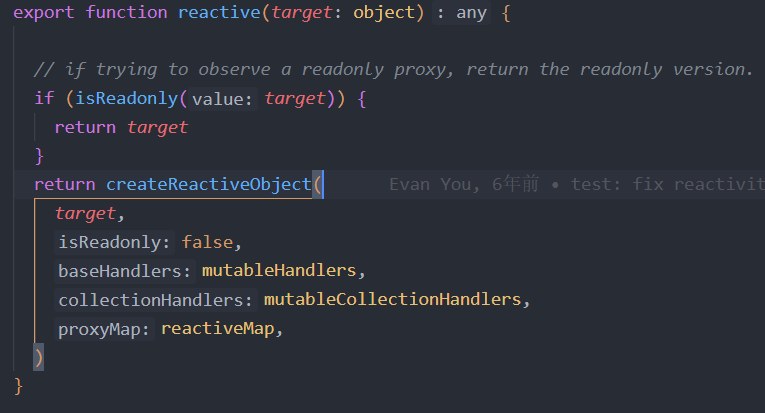 export function reactive(target: object) : any {
// if trying to observe a readonly proxy, return the readonly version.
if (isReadonly( value: target)) {
return target
}
return createReactiveObject( Evan You, 6年前 • test: fix reactivit
target,
isReadonly: false,
baseHandlers: mutableHandlers,
collectionHandlers: mutableCollectionHandlers,
proxyMap: reactiveMap,
)
}